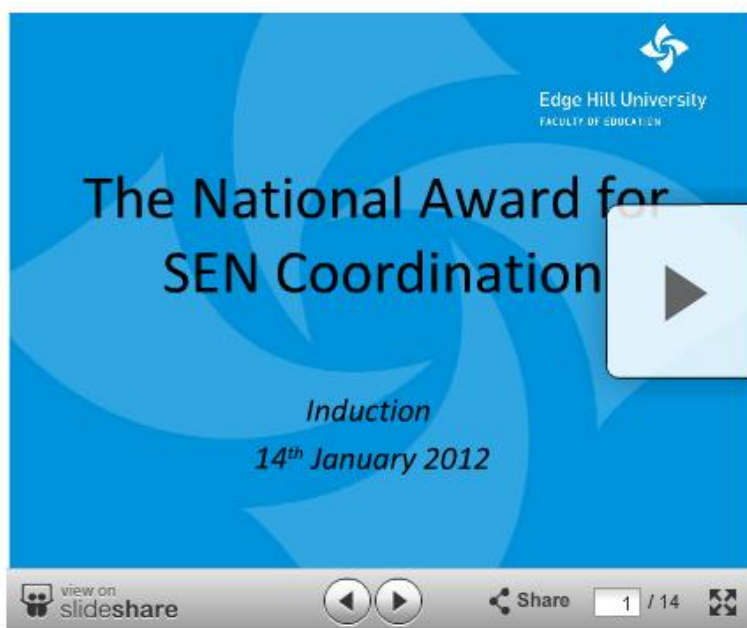 Edge Hill University
FACULTY OF EDUCATION
The National Award for
SEN Coordination
Induction
14th January 2012
view on
slideshare
Share
1 / 14